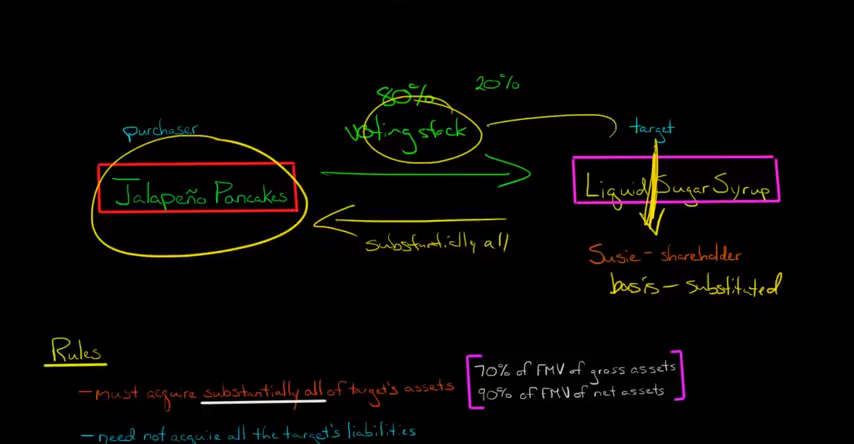 80%
20%
purchaser
voting stock
target
Jalapeño Pancakes
Liquid Sugar Syrup
substantially all
Susie - shareholder
basis - substituted
Rules
- must acquire substantially all of target's assets
70% of FMV of gross assets
90% of FMV of net assets
- need not acquire all the target's liabilities